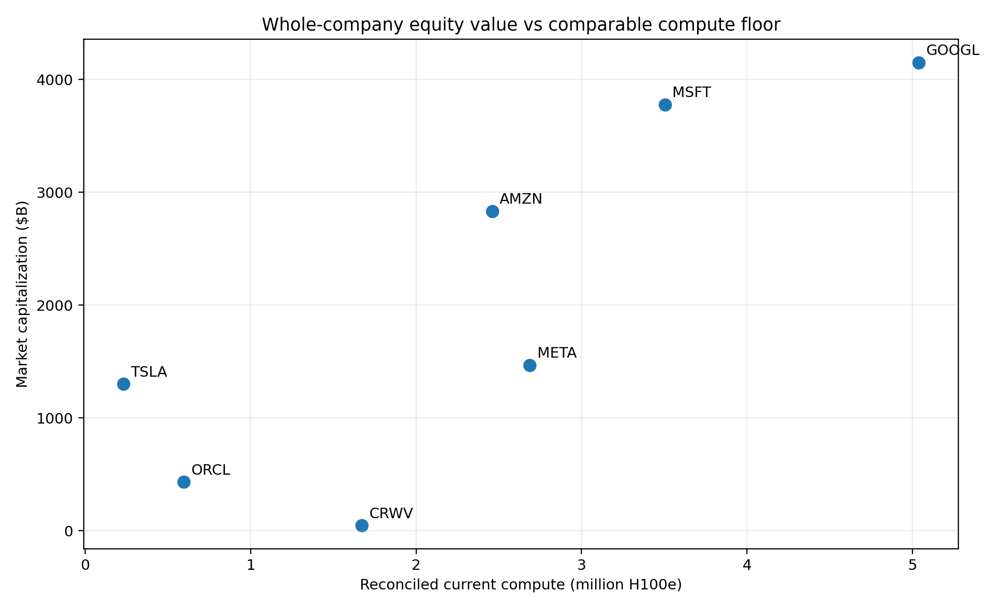 Whole-company equity value vs comparable compute floor
GOOGL
MSFT
AMZN
META
TSLA
ORCL
CRWV
Market capitalization ($B)
4000
3000
2000
1000
0
0 1 2 3 4 5
Reconciled current compute (million H100e)